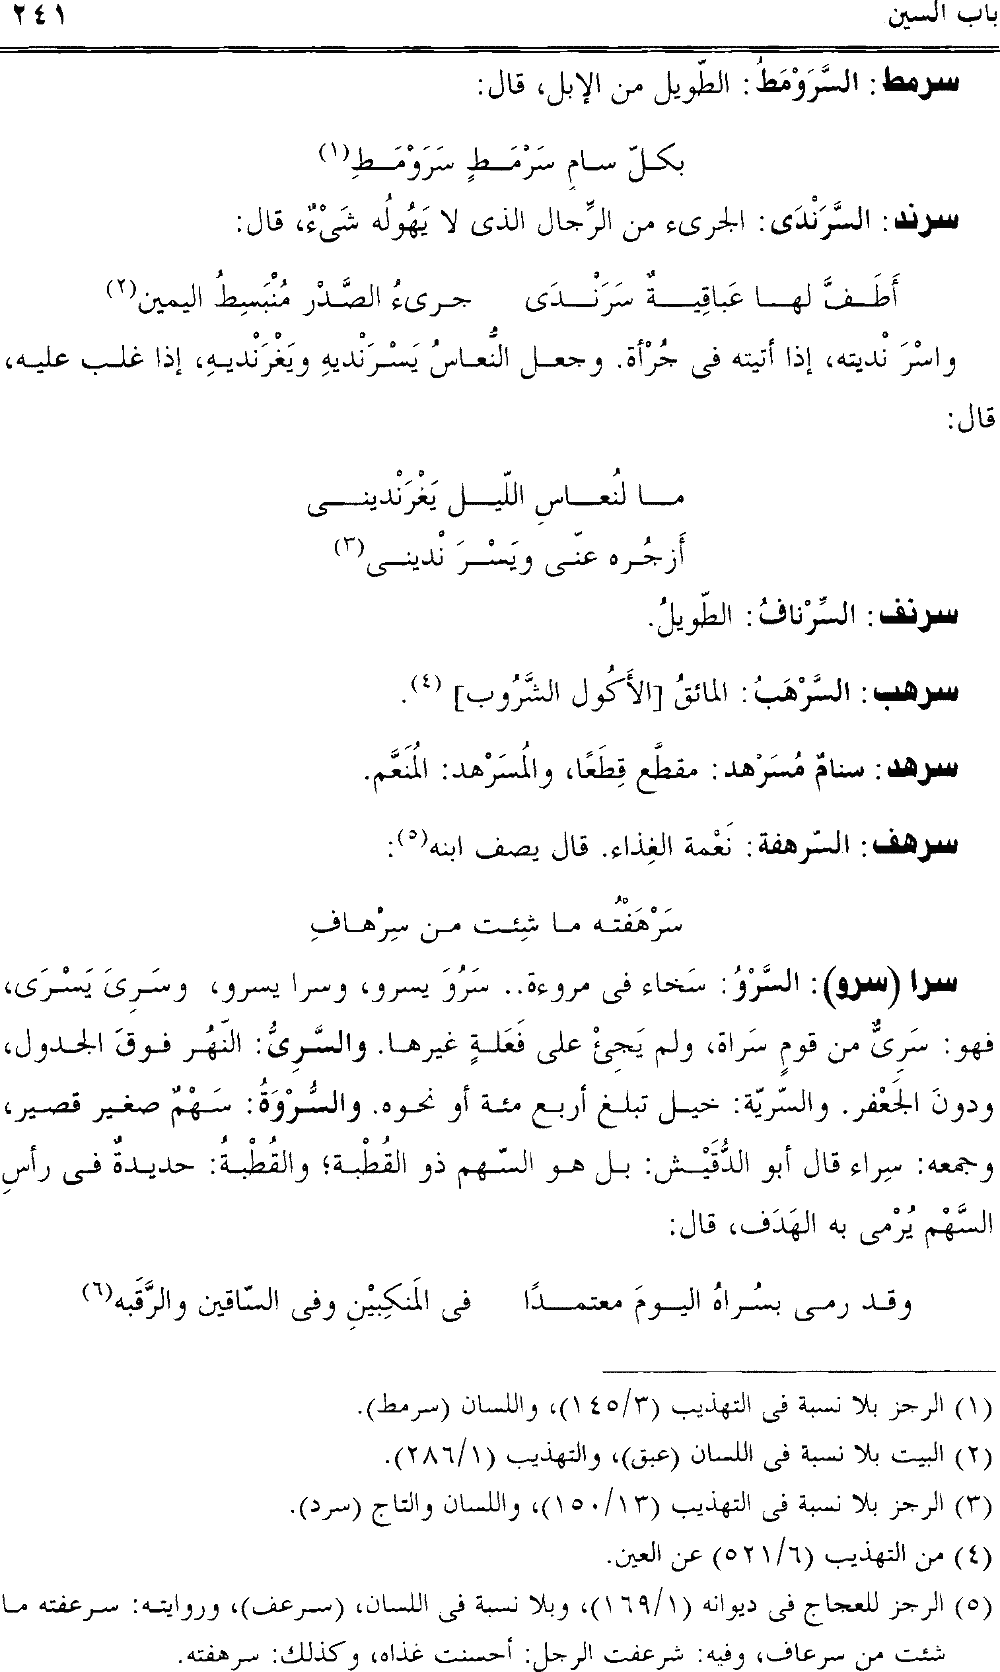 باب السين ٢٤١
سرمط: السَّرَوْمَطُ: الطّويل من الإبل، قال:
بكلّ سامٍ سَرْمَطٍ سَرَوْمَطِ(١)
سرند: السَّرَنْدَى: الجرىء من الرِّجال الذى لا يَهُولُه شَىْءٌ، قال:
أَطَفَّ لها عَباقِيةٌ سَرَنْدَى جرىءُ الصَّدْر مُنْبَسِطُ اليمين(٢)
واسْرَنْديته، إذا أتيته فى جُرْأة. وجعل النُّعاسُ يَسْرَنْديهِ ويَغْرَنْديهِ، إذا غلب عليه،
قال:
ما لنُعاسِ اللّيل يَغْرَنْدينى
أَزجُره عنّى ويَسْرَنْدينى(٣)
سرنف: السِّرْنافُ: الطّويلُ.
سرهب: السَّرْهَبُ: المائقُ [الأَكُول الشَّرُوب] (٤).
سرهد: سنامٌ مُسَرْهد: مقطَّع قِطَعًا، والمُسَرْهد: المُنَعَّم.
سرهف: السّرهفة: نَعْمة الغِذاء. قال يصف ابنه(٥):
سَرْهَفْتُه ما شِئت من سِرْهافِ
سرا (سرو): السَّرْوُ: سَخاء فى مروءة.. سَرُوَ يسرو، وسرا يسرو، وسَرِىَ يَسْرَى،
فهو: سَرِىٌّ من قومٍ سَراة، ولم يَجِئْ على فَعَلةٍ غيرها. والسَّرِىُّ: النّهُر فوقَ الجدول،
ودونَ الجَعْفر. والسّريّة: خيل تبلغ أربع مئة أو نحوه. والسُّرْوَةُ: سَهْمٌ صغير قصير،
وجمعه: سِراء قال أبو الدُّقَيْش: بل هو السّهم ذو القُطْبة؛ والقُطْبةُ: حديدةٌ فى رأسِ
السَّهْم يُرْمى به الهَدَف، قال:
وقد رمى بسُراهُ اليومَ معتمدًا فى المَنكِبيْنِ وفى السّاقين والرَّقَبه(٦)
(١) الرجز بلا نسبة فى التهذيب (١٤٥/٣)، واللسان (سرمط).
(٢) البيت بلا نسبة فى اللسان (عبق)، والتهذيب (٢٨٦/١).
(٣) الرجز بلا نسبة فى التهذيب (١٥٠/١٣)، واللسان والتاج (سرد).
(٤) من التهذيب (٥٢١/٦) عن العين.
(٥) الرجز للعجاج فى ديوانه (١٦٩/١)، وبلا نسبة فى اللسان، (سرعف)، وروايته: سرعفته ما
شئت من سرعاف، وفيه: شرعفت الرجل: أحسنت غذاه، وكذلك: سرهفته.